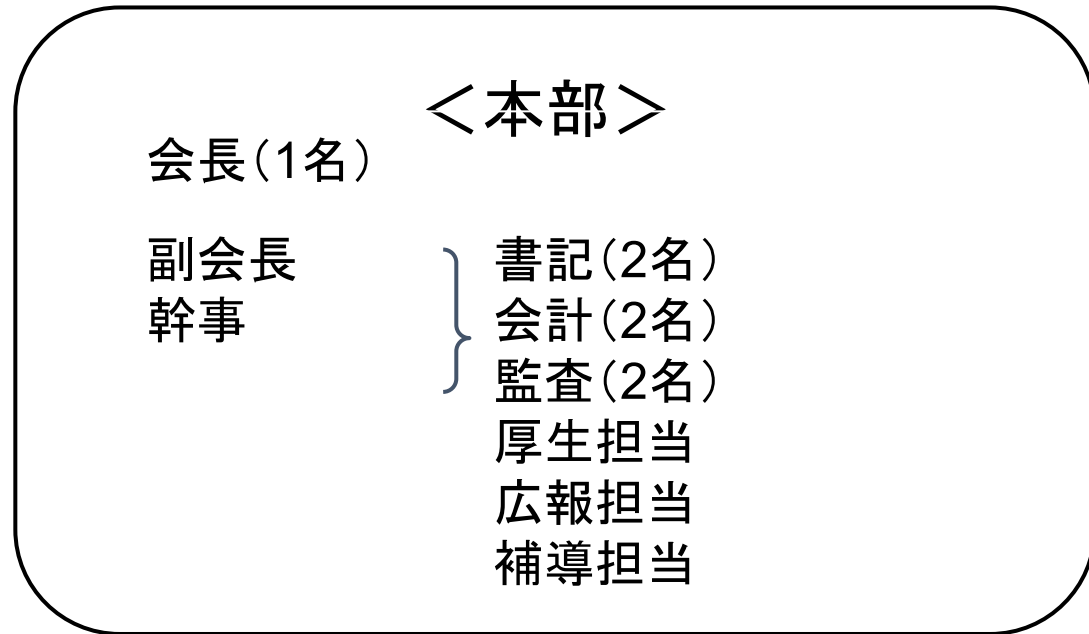 ＜本部＞
会長（1名）
副会長
幹事
書記（2名）
会計（2名）
監査（2名）
厚生担当
広報担当
補導担当